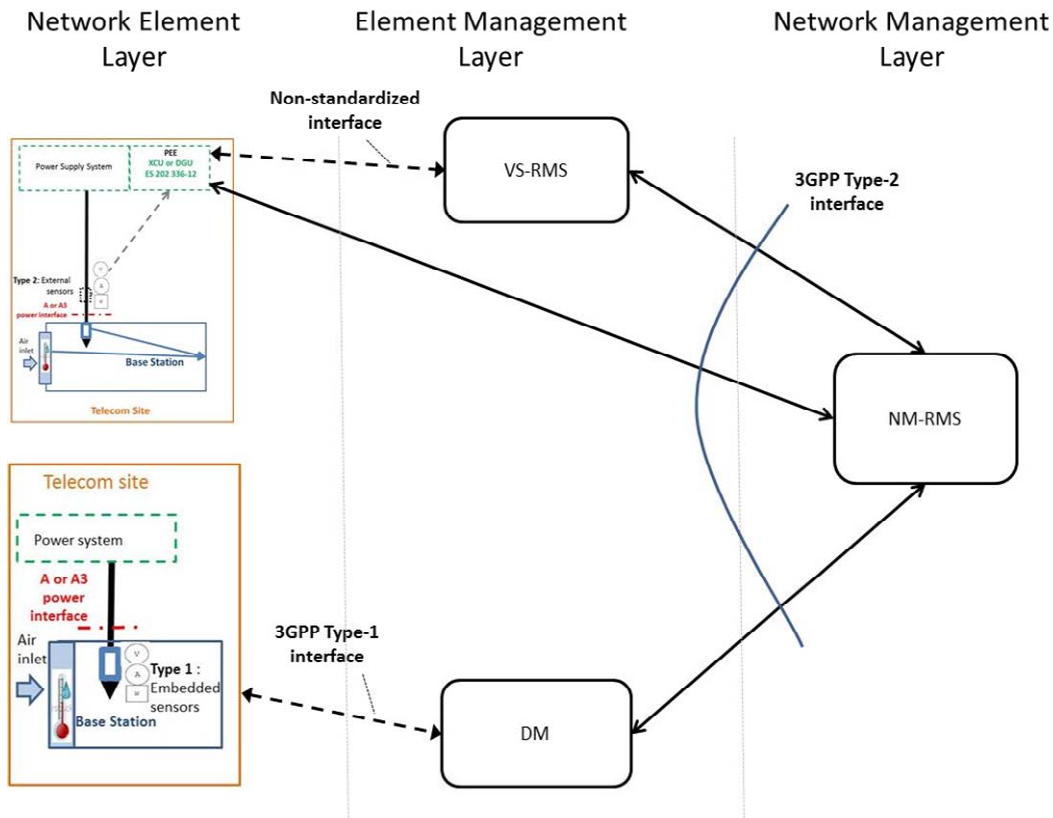 Network Element
Layer
Element Management
Layer
Network Management
Layer
Non-standardized
interface
Power Supply System
PEE
XCU or DGU
ES 202 336-12
VS-RMS
3GPP Type-2
interface
Type 2: External
sensors
V
A
A or A3
power interface
Air
inlet
Base Station
Telecom Site
NM-RMS
Telecom site
Power system
A or A3
power
interface
Air
inlet
V
A
W
Type 1 :
Embedded
sensors
Base Station
3GPP Type-1
interface
DM